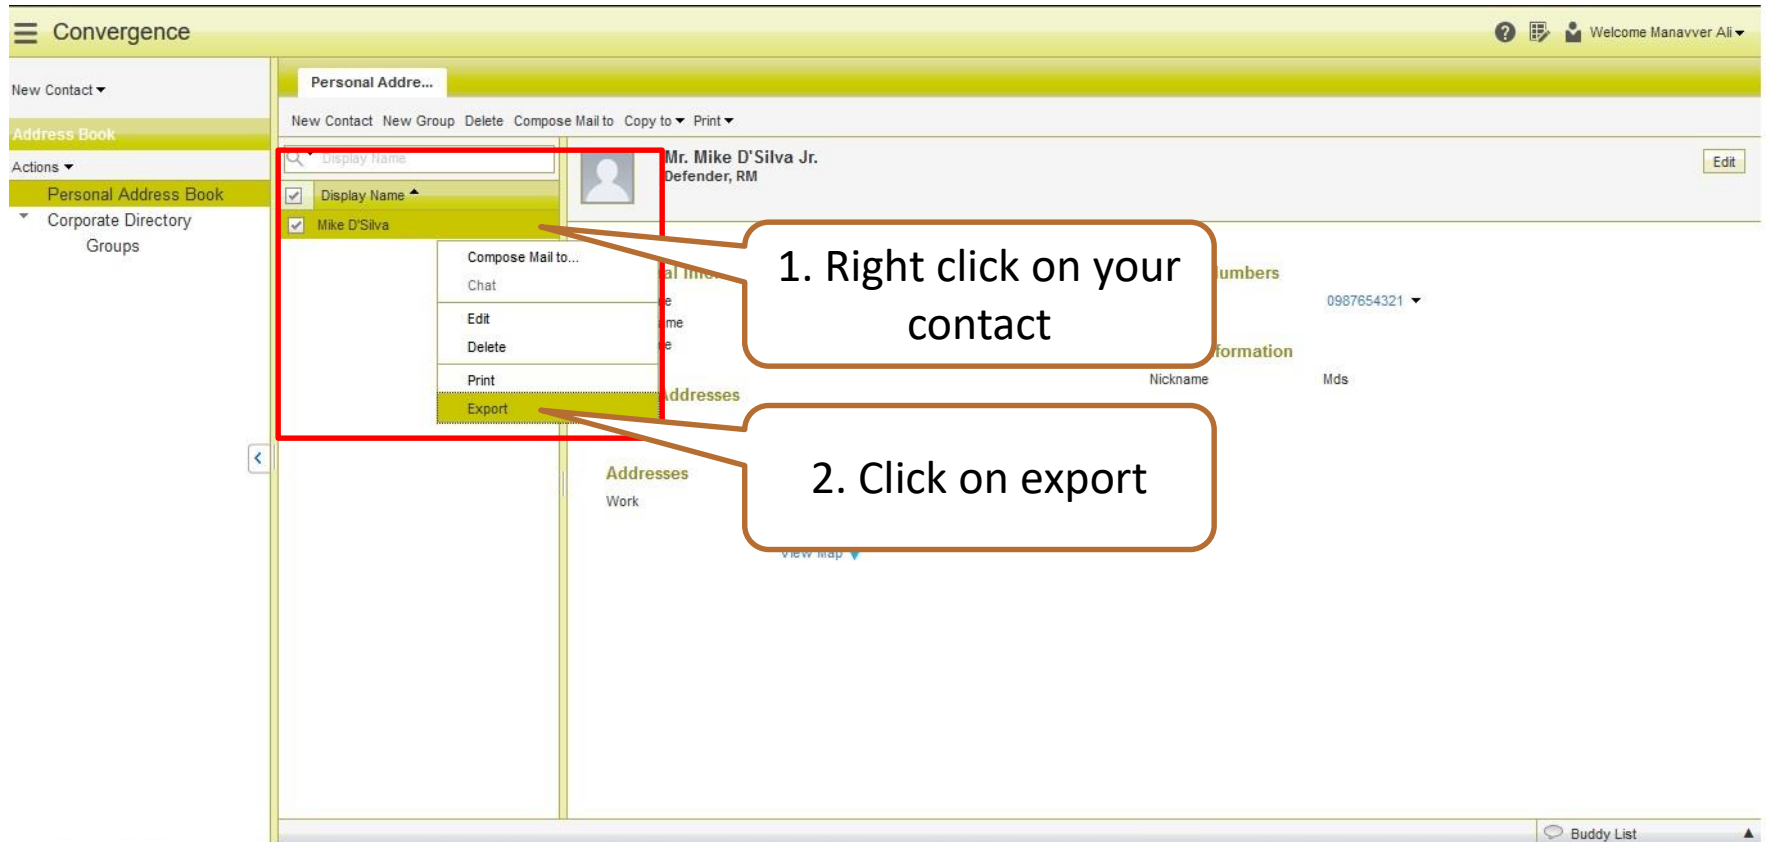 Convergence
Welcome Manavver Ali
New Contact
Personal Addre...
New Contact New Group Delete Compose Mail to Copy to Print
Address Book
Actions
Personal Address Book
Corporate Directory
Groups
Display Name
Display Name
Mike D'Silva
Mr. Mike D'Silva Jr.
Defender, RM
Edit
Compose Mail to...
Chat
Edit
Delete
Print
Export
1. Right click on your
contact
0987654321
Nickname Mds
2. Click on export
Addresses
Addresses
Work
View Map
Buddy List